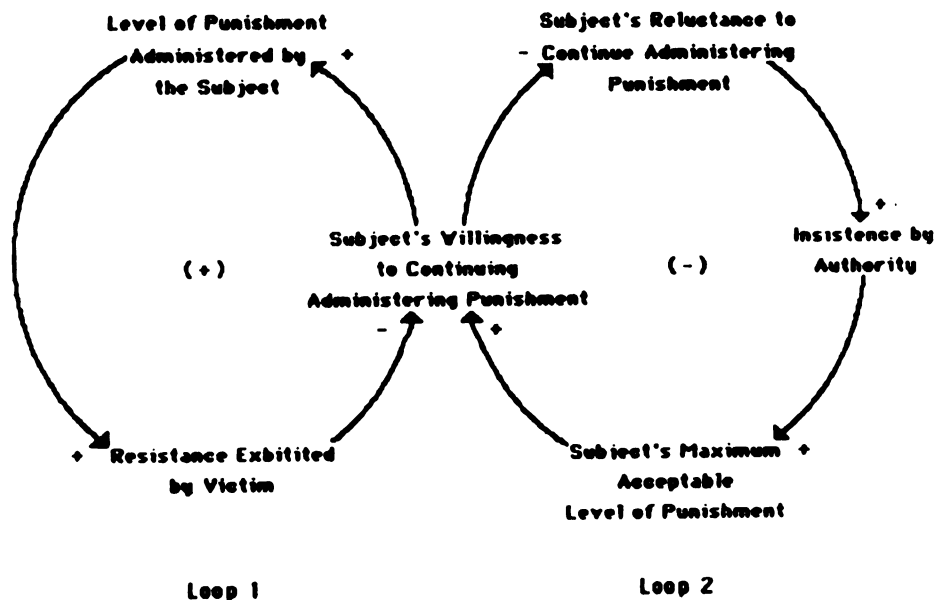 Level of Punishment
Administered by +
the Subject
Subject's Reluctance to
- Continue Administering
Punishment
+
Insistence by
Authority
Subject's Willingness
to Continuing
Administering Punishment
(+)
(-)
-
+
+ Resistance Exbitited
by Victim
Subject's Maximum +
Acceptable
Level of Punishment
Loop 1
Loop 2